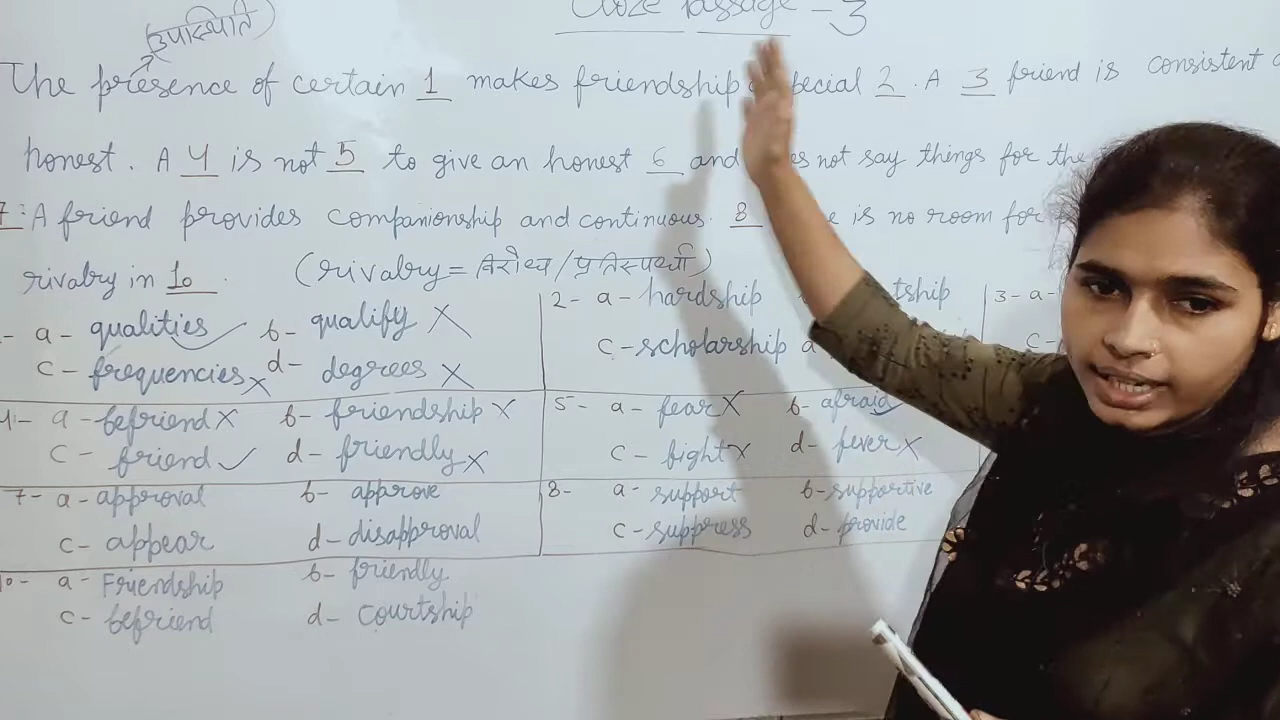 Cloze Passage - 3
उपस्थिति
The presence of certain 1 makes friendship special 2. A 3 friend is consistent
honest. A 4 is not 5 to give an honest 6 and not say things for the
7. A friend provides companionship and continuous 8 is no room for
rivalry in 10.
(rivalry = विरोध / प्रतिस्पर्धा)
a - qualities ✓ b - qualify X
c - frequencies X d - degrees X
2 - a - hardship
c - scholarship
3 - a -
c -
4 - a - befriend X b - friendship X
c - friend ✓ d - friendly X
5 - a - fear X b - afraid ✓
c - fight X d - fever X
7 - a - approval b - approve
c - appear d - disapproval
8 - a - support b - supportive
c - suppress d - provide
10 - a - Friendship b - friendly
c - befriend d - courtship